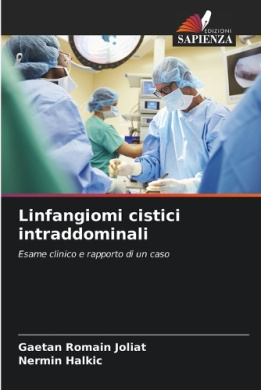 EDIZIONI
SAPIENZA
Linfangiomi cistici
intraddominali
Esame clinico e rapporto di un caso
Gaetan Romain Joliat
Nermin Halkic